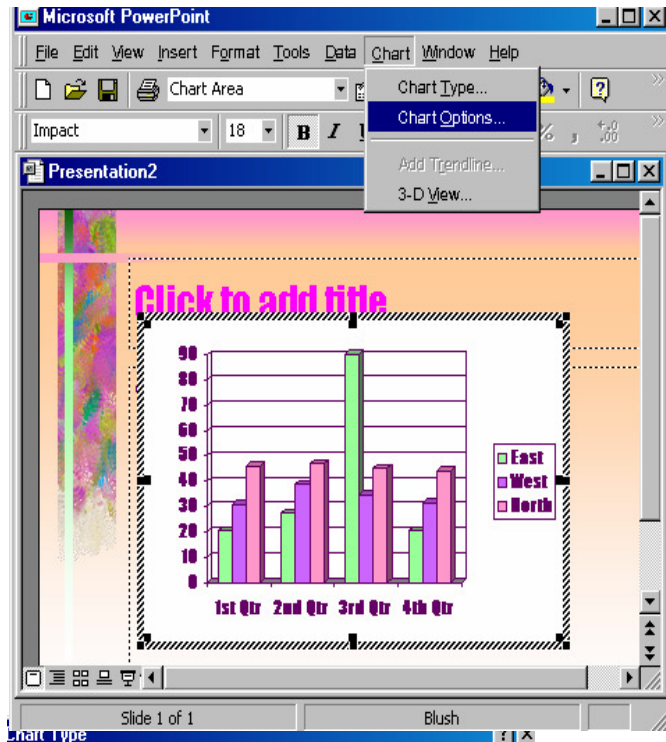 Microsoft PowerPoint
File Edit View Insert Format Tools Data Chart Window Help
Chart Area
Chart Type...
Chart Options...
Add Trendline...
3-D View...
Impact 18 B I % , .00
Presentation2
Click to add title
90
80
70
60
50
40
30
20
10
0
1st Qtr 2nd Qtr 3rd Qtr 4th Qtr
East
West
North
Slide 1 of 1 Blush
Chart Type